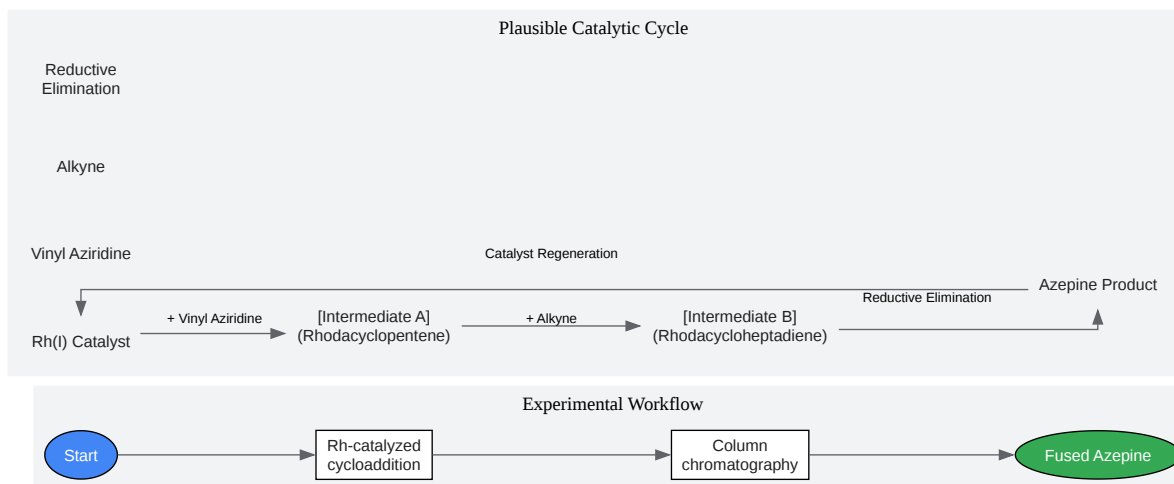 Plausible Catalytic Cycle
Reductive
Elimination
Alkyne
Vinyl Aziridine
Catalyst Regeneration
Azepine Product
Reductive Elimination
+ Vinyl Aziridine
[Intermediate A]
(Rhodacyclopentene)
+ Alkyne
[Intermediate B]
(Rhodacycloheptadiene)
Rh(I) Catalyst
Experimental Workflow
Start
Rh-catalyzed
cycloaddition
Column
chromatography
Fused Azepine